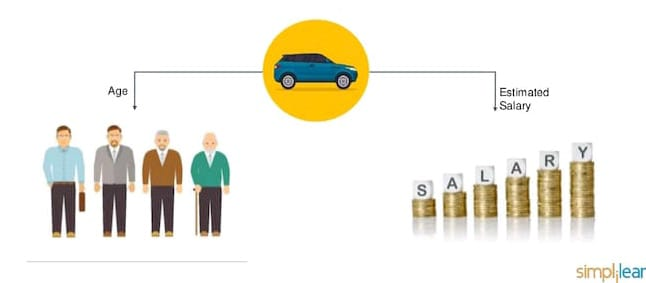 Age
Estimated
Salary
S A L A R Y
simplilear